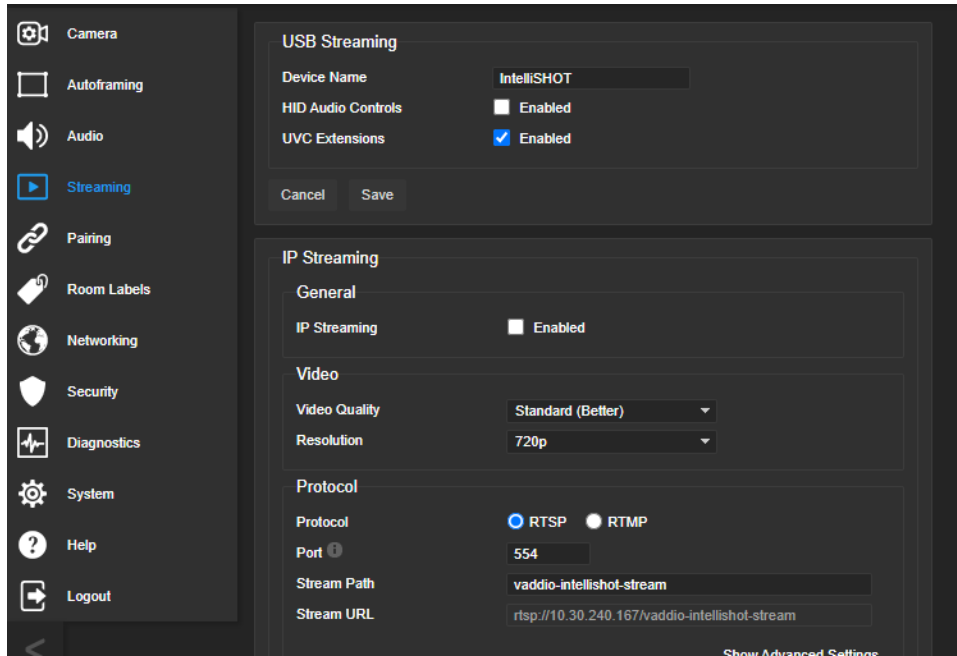 Camera
Autoframing
Audio
Streaming
Pairing
Room Labels
Networking
Security
Diagnostics
System
Help
Logout
USB Streaming
Device Name IntelliSHOT
HID Audio Controls Enabled
UVC Extensions Enabled
Cancel Save
IP Streaming
General
IP Streaming Enabled
Video
Video Quality Standard (Better)
Resolution 720p
Protocol
Protocol RTSP RTMP
Port 554
Stream Path vaddio-intellishot-stream
Stream URL rtsp://10.30.240.167/vaddio-intellishot-stream
Show Advanced Settings